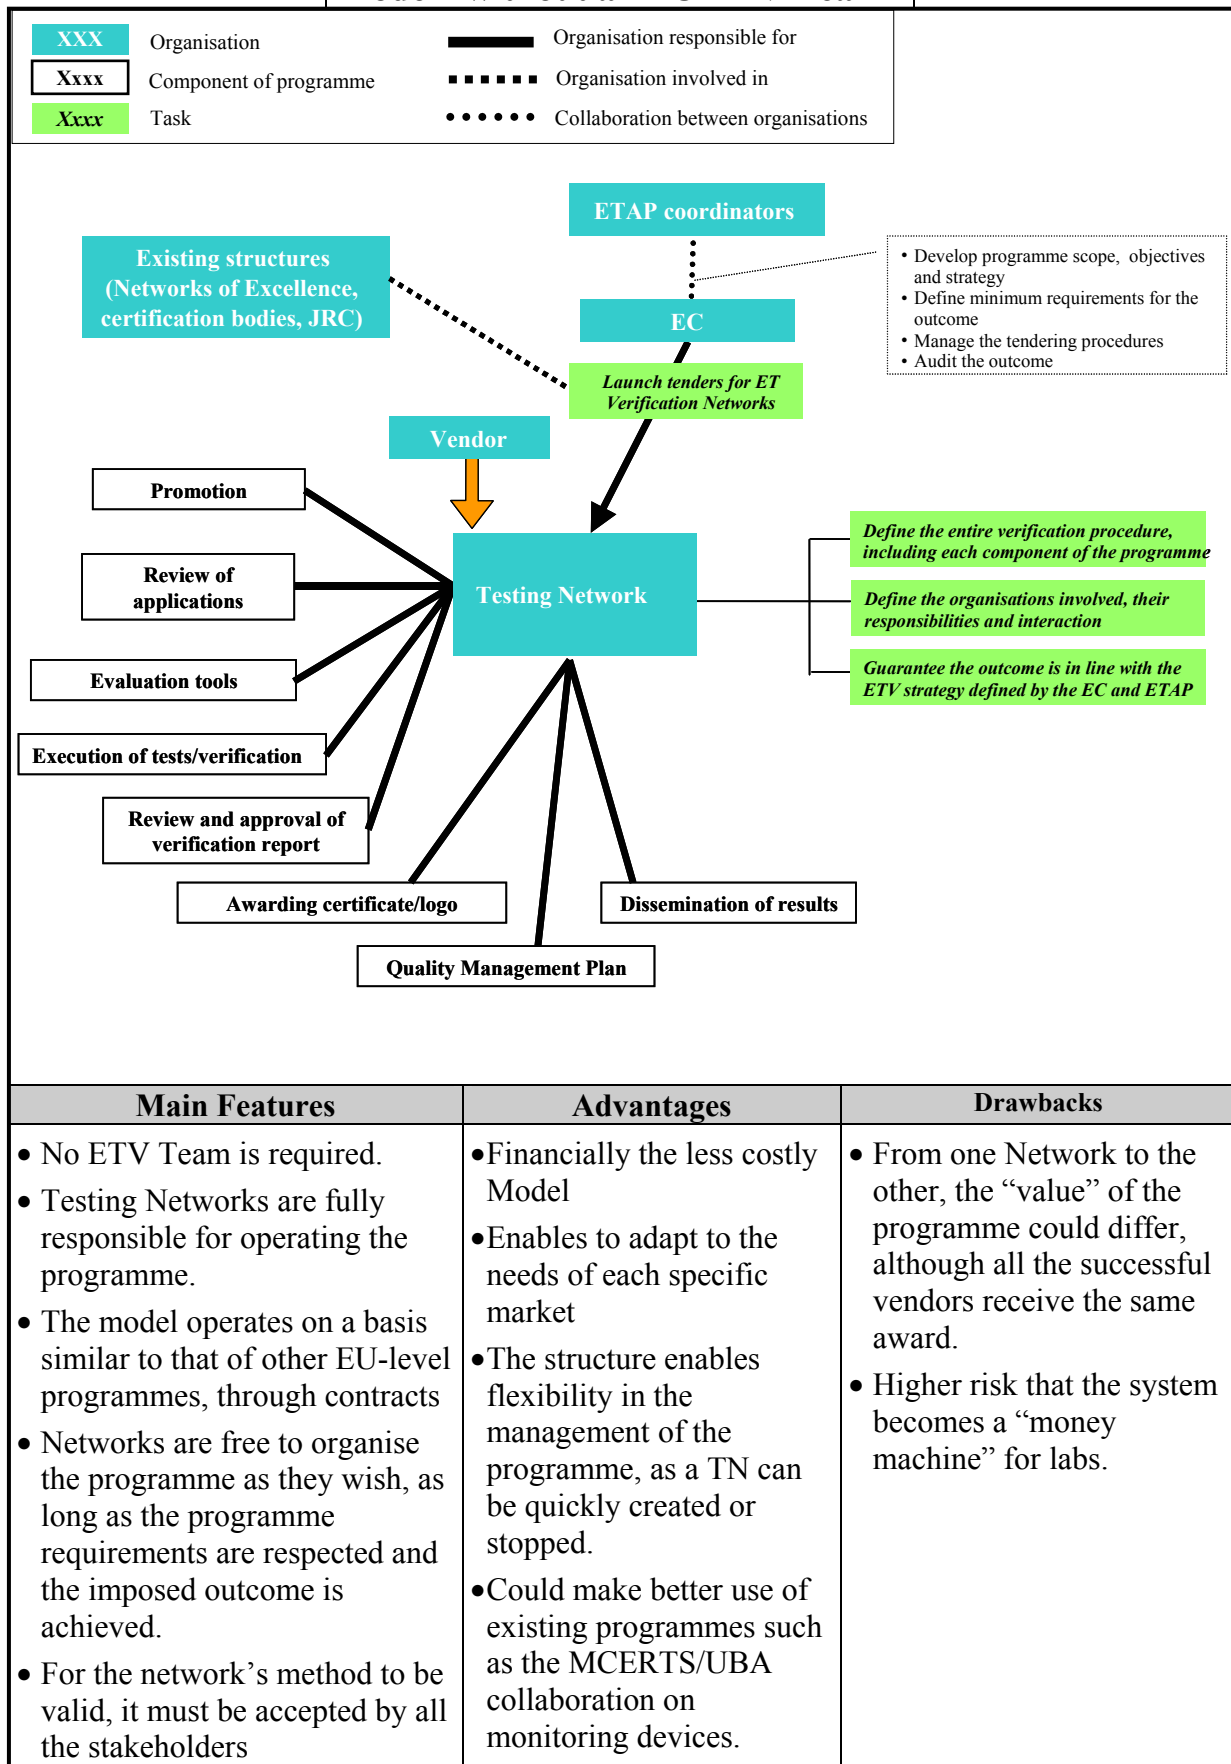 XXX
Organisation
Organisation responsible for
Xxxx
Component of programme
Organisation involved in
Xxxx
Task
Collaboration between organisations
ETAP coordinators
Existing structures
(Networks of Excellence,
certification bodies, JRC)
• Develop programme scope, objectives
and strategy
• Define minimum requirements for the
outcome
• Manage the tendering procedures
• Audit the outcome
EC
Launch tenders for ET
Verification Networks
Vendor
Promotion
Review of
applications
Evaluation tools
Execution of tests/verification
Review and approval of
verification report
Awarding certificate/logo
Quality Management Plan
Dissemination of results
Testing Network
Define the entire verification procedure,
including each component of the programme
Define the organisations involved, their
responsibilities and interaction
Guarantee the outcome is in line with the
ETV strategy defined by the EC and ETAP
Main Features
• No ETV Team is required.
• Testing Networks are fully
responsible for operating the
programme.
• The model operates on a basis
similar to that of other EU-level
programmes, through contracts
• Networks are free to organise
the programme as they wish, as
long as the programme
requirements are respected and
the imposed outcome is
achieved.
• For the network’s method to be
valid, it must be accepted by all
the stakeholders
Advantages
•Financially the less costly
Model
•Enables to adapt to the
needs of each specific
market
•The structure enables
flexibility in the
management of the
programme, as a TN can
be quickly created or
stopped.
•Could make better use of
existing programmes such
as the MCERTS/UBA
collaboration on
monitoring devices.
Drawbacks
• From one Network to the
other, the “value” of the
programme could differ,
although all the successful
vendors receive the same
award.
• Higher risk that the system
becomes a “money
machine” for labs.